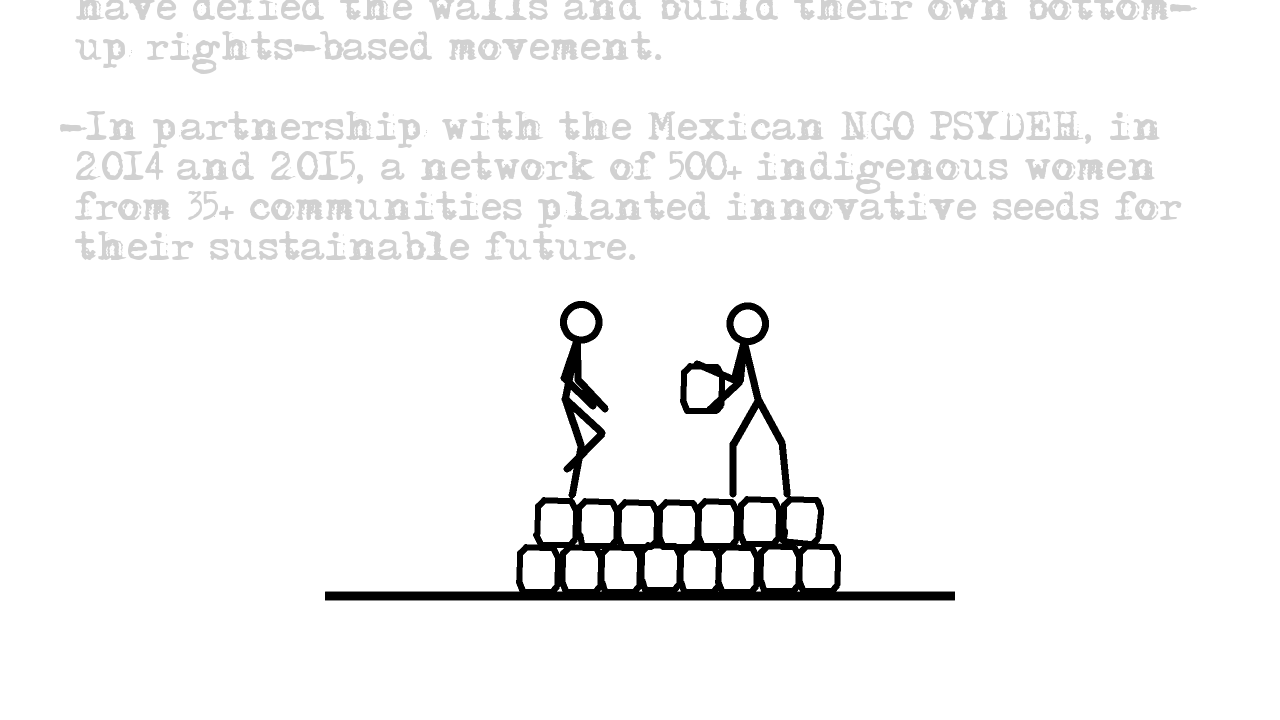 have defied the walls and build their own bottom-
up rights-based movement.
-In partnership with the Mexican NGO PSYDEH, in
2014 and 2015, a network of 500+ indigenous women
from 35+ communities planted innovative seeds for
their sustainable future.